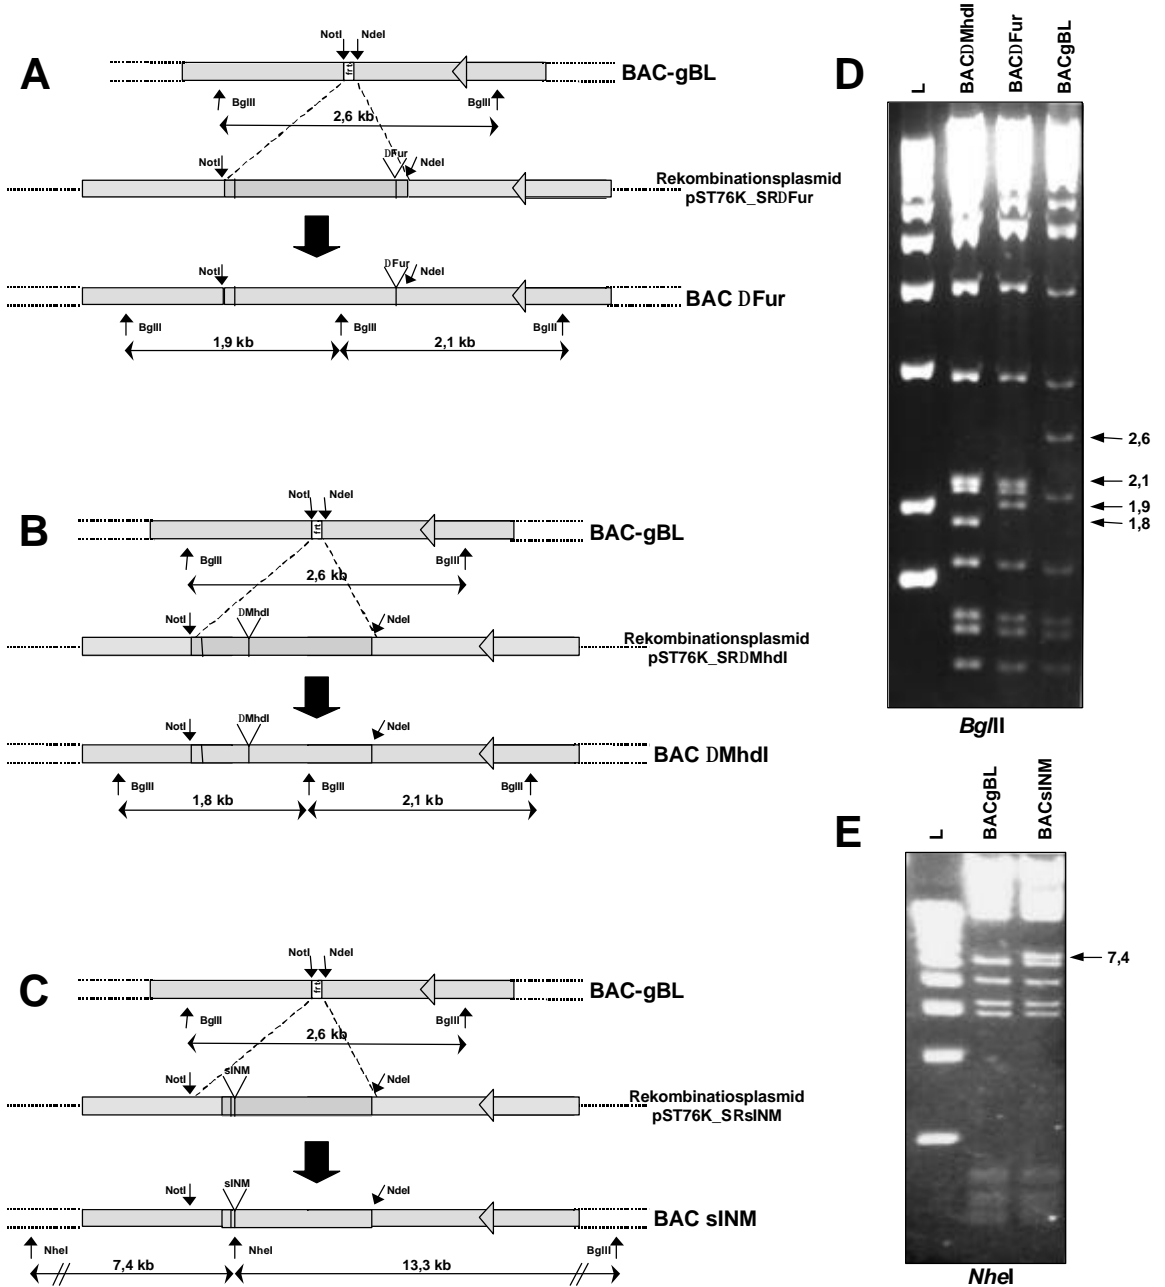 A
NotI NdeI
frt
BAC-gBL
BglII BglII
2,6 kb
NotI DFur NdeI
Rekombinationsplasmid
pST76K_SRDFur
NotI DFur NdeI
BAC DFur
BglII BglII BglII
1,9 kb 2,1 kb
B
NotI NdeI
frt
BAC-gBL
BglII BglII
2,6 kb
NotI DMhdI NdeI
Rekombinationsplasmid
pST76K_SRDMhdI
NotI DMhdI NdeI
BAC DMhdI
BglII BglII BglII
1,8 kb 2,1 kb
C
NotI NdeI
frt
BAC-gBL
BglII BglII
2,6 kb
NotI sINM NdeI
Rekombinatiosplasmid
pST76K_SRsINM
NotI sINM NdeI
BAC sINM
NheI NheI BglII
7,4 kb 13,3 kb
D
L BACDMhdI BACDFur BACgBL
2,6
2,1
1,9
1,8
BglII
E
L BACgBL BACsINM
7,4
NheI